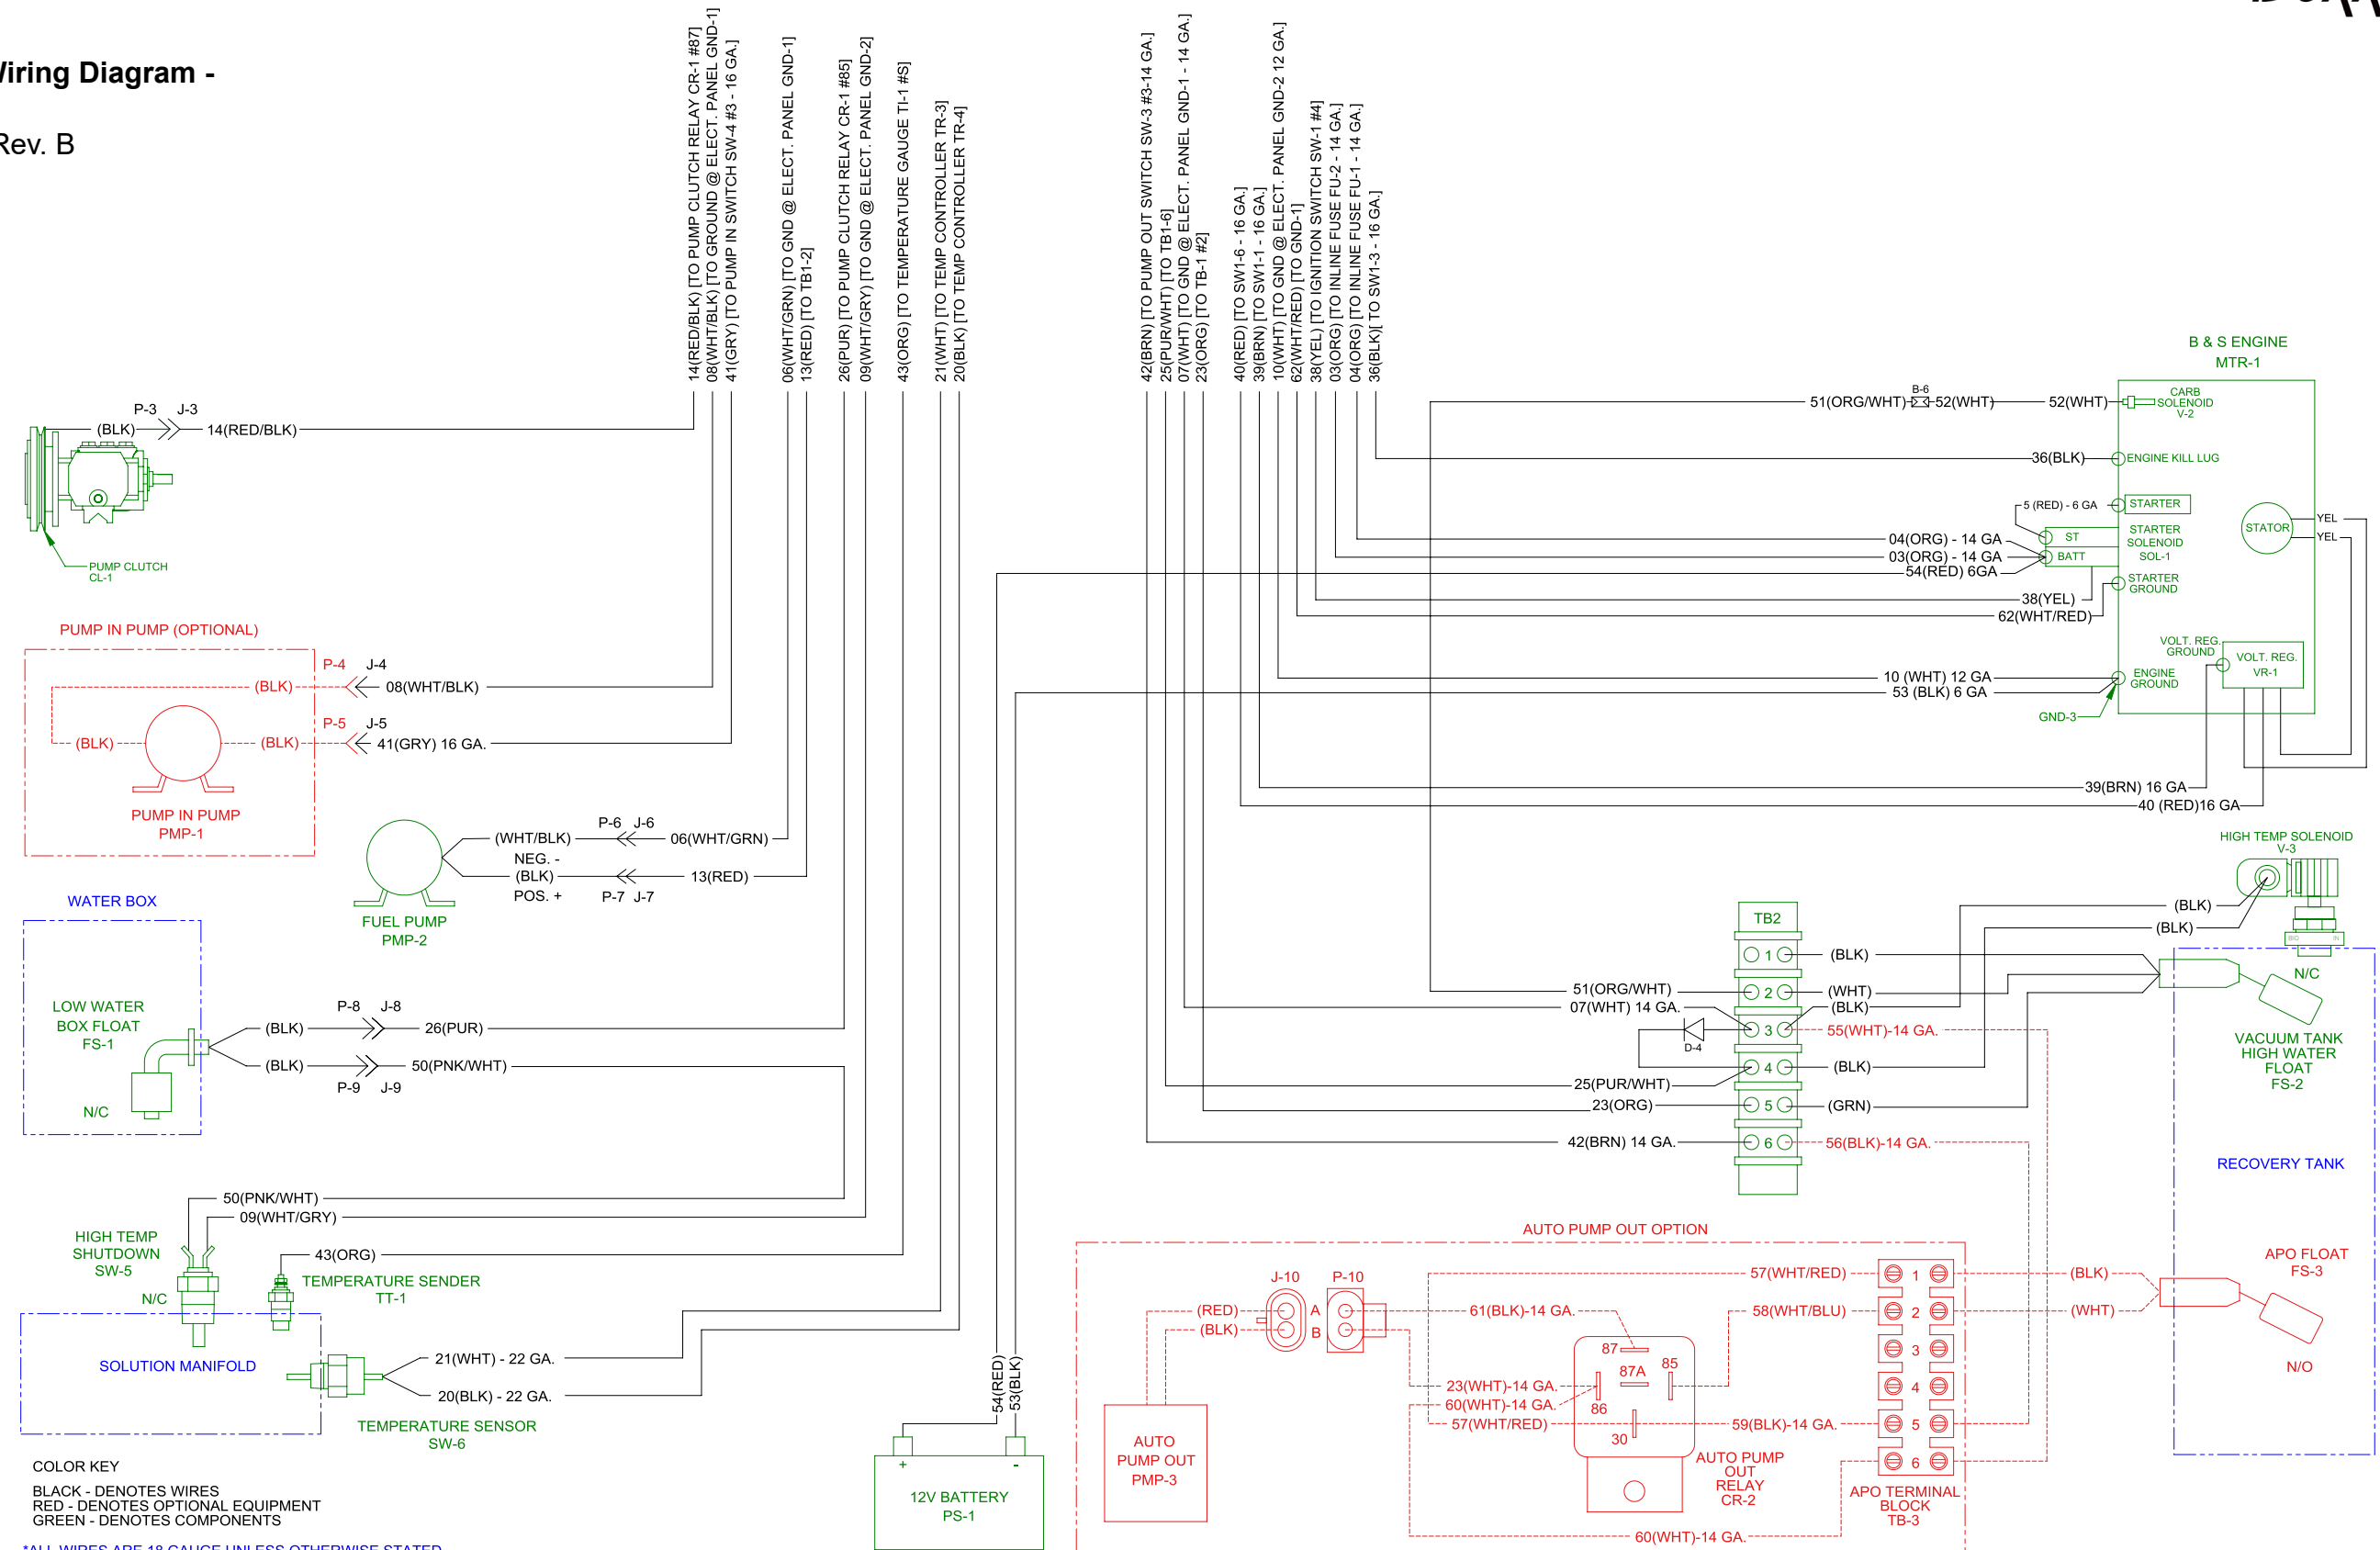 Wiring Diagram -
Rev. B
14(RED/BLK) [TO PUMP CLUTCH RELAY CR-1 #87]
08(WHT/BLK) [TO GROUND @ ELECT. PANEL GND-1]
41(GRY) [TO PUMP IN SWITCH SW-4 #3 - 16 GA.]
06(WHT/GRN) [TO GND @ ELECT. PANEL GND-1]
13(RED) [TO TB1-2]
26(PUR) [TO PUMP CLUTCH RELAY CR-1 #85]
09(WHT/GRY) [TO GND @ ELECT. PANEL GND-2]
43(ORG) [TO TEMPERATURE GAUGE TI-1 #S]
21(WHT) [TO TEMP CONTROLLER TR-3]
20(BLK) [TO TEMP CONTROLLER TR-4]
42(BRN) [TO PUMP OUT SWITCH SW-3 #3-14 GA.]
25(PUR/WHT) [TO TB1-6]
07(WHT) [TO GND @ ELECT. PANEL GND-1 - 14 GA.]
23(ORG) [TO TB-1 #2]
40(RED) [TO SW1-6 - 16 GA.]
39(BRN) [TO SW1-1 - 16 GA.]
10(WHT) [TO GND @ ELECT. PANEL GND-2 12 GA.]
62(WHT/RED) [TO GND-1]
38(YEL) [TO IGNITION SWITCH SW-1 #4]
03(ORG) [TO INLINE FUSE FU-2 - 14 GA.]
04(ORG) [TO INLINE FUSE FU-1 - 14 GA.]
36(BLK)[ TO SW1-3 - 16 GA.]
P-3 J-3
(BLK) 14(RED/BLK)
PUMP CLUTCH
CL-1
PUMP IN PUMP (OPTIONAL)
P-4 J-4
(BLK) 08(WHT/BLK)
P-5 J-5
(BLK) (BLK) 41(GRY) 16 GA.
PUMP IN PUMP
PMP-1
P-6 J-6
(WHT/BLK) 06(WHT/GRN)
NEG. -
(BLK) 13(RED)
POS. + P-7 J-7
FUEL PUMP
PMP-2
WATER BOX
LOW WATER
BOX FLOAT
FS-1
N/C
P-8 J-8
(BLK) 26(PUR)
(BLK) 50(PNK/WHT)
P-9 J-9
50(PNK/WHT)
09(WHT/GRY)
HIGH TEMP
SHUTDOWN
SW-5
N/C
43(ORG)
TEMPERATURE SENDER
TT-1
SOLUTION MANIFOLD
21(WHT) - 22 GA.
20(BLK) - 22 GA.
TEMPERATURE SENSOR
SW-6
COLOR KEY
BLACK - DENOTES WIRES
RED - DENOTES OPTIONAL EQUIPMENT
GREEN - DENOTES COMPONENTS
*ALL WIRES ARE 18 GAUGE UNLESS OTHERWISE STATED
54(RED)
53(BLK)
+ -
12V BATTERY
PS-1
B & S ENGINE
MTR-1
51(ORG/WHT) B-6 52(WHT) 52(WHT)
CARB
SOLENOID
V-2
36(BLK) ENGINE KILL LUG
5 (RED) - 6 GA STARTER
04(ORG) - 14 GA ST
03(ORG) - 14 GA BATT
STARTER
SOLENOID
SOL-1
54(RED) 6GA
STARTER
GROUND
38(YEL)
62(WHT/RED)
STATOR
YEL
YEL
VOLT. REG.
GROUND
VOLT. REG.
VR-1
10 (WHT) 12 GA
53 (BLK) 6 GA
ENGINE
GROUND
GND-3
39(BRN) 16 GA
40 (RED)16 GA
HIGH TEMP SOLENOID
V-3
(BLK)
(BLK)
BIO IN
N/C
TB2
1 (BLK)
51(ORG/WHT) 2 (WHT)
07(WHT) 14 GA. (BLK)
D-4 3 55(WHT)-14 GA.
4 (BLK)
25(PUR/WHT)
23(ORG) 5 (GRN)
42(BRN) 14 GA. 6 56(BLK)-14 GA.
VACUUM TANK
HIGH WATER
FLOAT
FS-2
RECOVERY TANK
AUTO PUMP OUT OPTION
J-10 P-10
(RED) A
(BLK) B
AUTO
PUMP OUT
PMP-3
57(WHT/RED) 1 (BLK)
61(BLK)-14 GA. 58(WHT/BLU) 2 (WHT)
3
4
5
6
87
87A
85
86
30
23(WHT)-14 GA.
60(WHT)-14 GA.
57(WHT/RED) 59(BLK)-14 GA.
AUTO PUMP
OUT
RELAY
CR-2
APO TERMINAL
BLOCK
TB-3
60(WHT)-14 GA.
APO FLOAT
FS-3
N/O